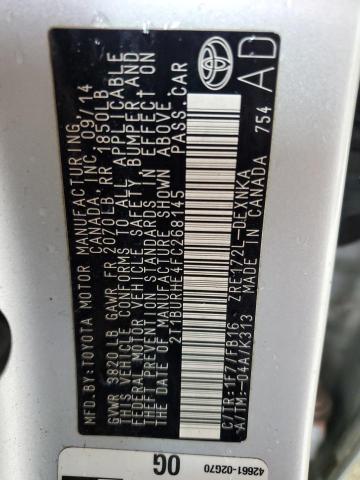 MFD.BY:TOYOTA MOTOR MANUFACTURING
CANADA, INC. 09/14
GVWR 3820LB GAWR FR 2070LB RR 1850LB
THIS VEHICLE CONFORMS TO ALL APPLICABLE
FEDERAL MOTOR VEHICLE SAFETY, BUMPER, AND
THEFT PREVENTION STANDARDS IN EFFECT ON
THE DATE OF MANUFACTURE SHOWN ABOVE.
2T1BURHE4FC268145 PASS.CAR
C/TR:1F7/FB16 ZRE172L-DEXNKA
A/TM:-04A/K313 MADE IN CANADA 754
AD
TOYOTA
42661-02G70
0G